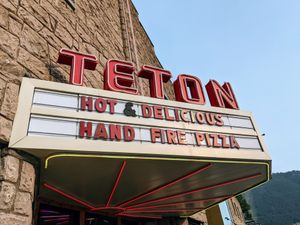 TETON
HOT & DELICIOUS
HAND FIRE PIZZA